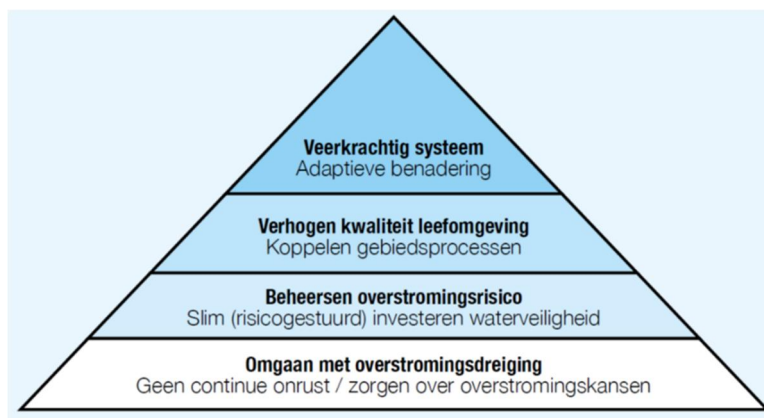 Veerkrachtig systeem
Adaptieve benadering
Verhogen kwaliteit leefomgeving
Koppelen gebiedsprocessen
Beheersen overstromingsrisico
Slim (risicogestuurd) investeren waterveiligheid
Omgaan met overstromingsdreiging
Geen continue onrust / zorgen over overstromingskansen